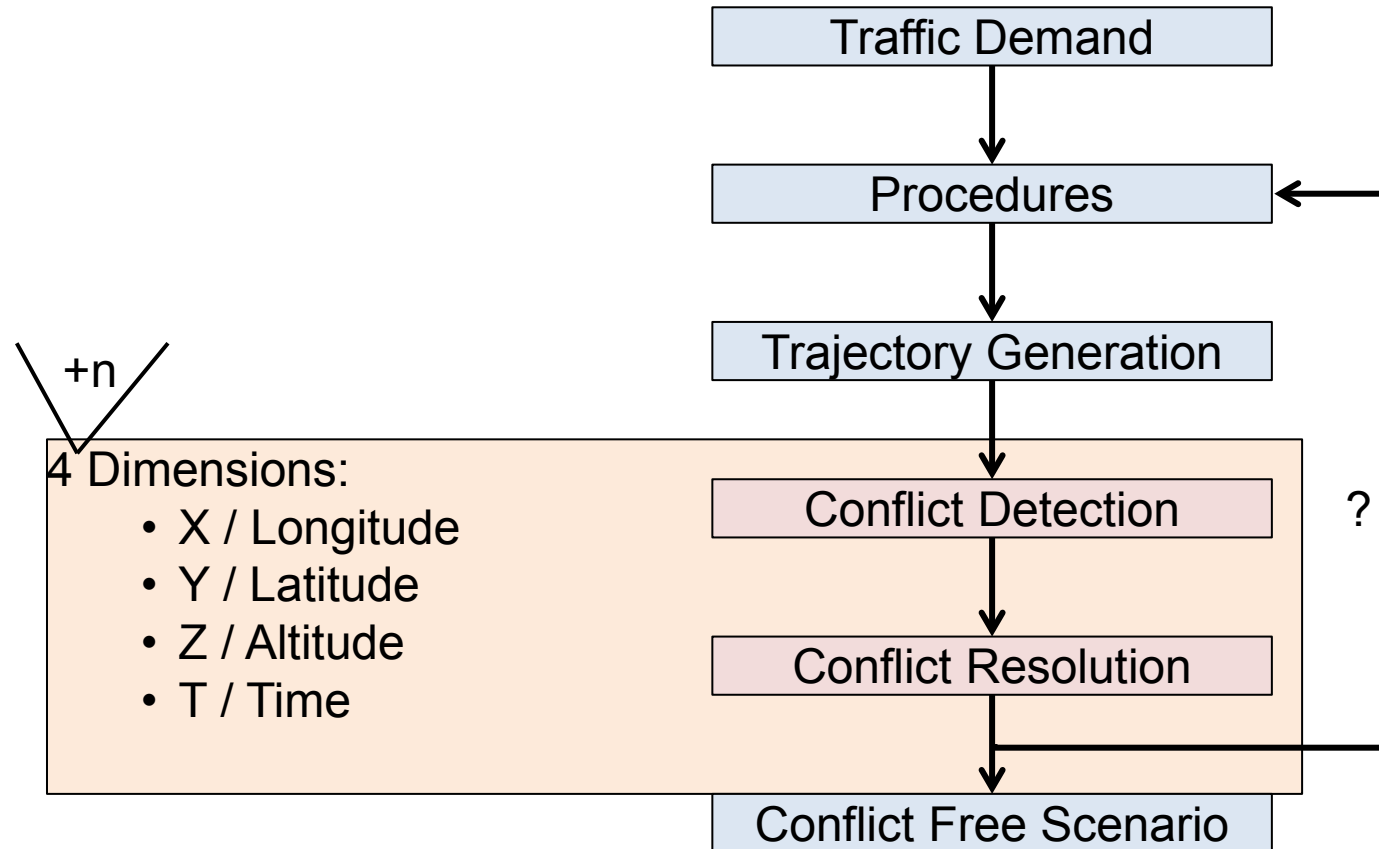 Traffic Demand
Procedures
Trajectory Generation
+n
4 Dimensions:
• X / Longitude
• Y / Latitude
• Z / Altitude
• T / Time
Conflict Detection
?
Conflict Resolution
Conflict Free Scenario